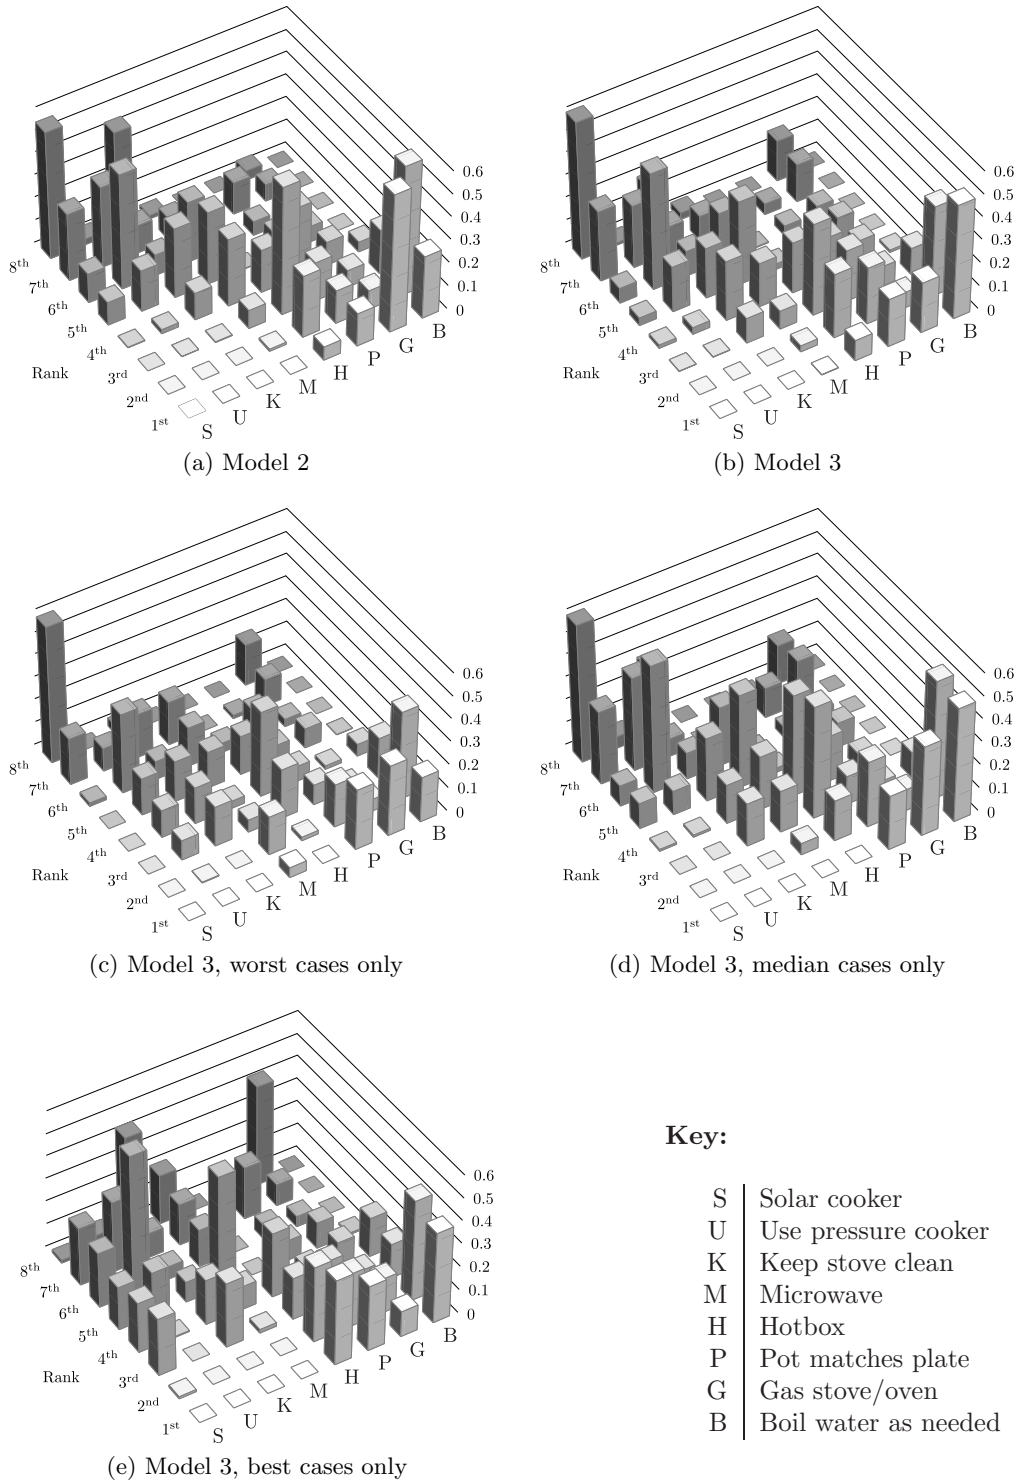 0.6
0.5
0.4
0.3
0.2
0.1
0
8th
7th
6th
5th
4th
3rd
2nd
1st
Rank
S
U
K
M
H
P
G
B
(a) Model 2
0.6
0.5
0.4
0.3
0.2
0.1
0
8th
7th
6th
5th
4th
3rd
2nd
1st
Rank
S
U
K
M
H
P
G
B
(b) Model 3
0.6
0.5
0.4
0.3
0.2
0.1
0
8th
7th
6th
5th
4th
3rd
2nd
1st
Rank
S
U
K
M
H
P
G
B
(c) Model 3, worst cases only
0.6
0.5
0.4
0.3
0.2
0.1
0
8th
7th
6th
5th
4th
3rd
2nd
1st
Rank
S
U
K
M
H
P
G
B
(d) Model 3, median cases only
0.6
0.5
0.4
0.3
0.2
0.1
0
8th
7th
6th
5th
4th
3rd
2nd
1st
Rank
S
U
K
M
H
P
G
B
(e) Model 3, best cases only
Key:
S Solar cooker
U Use pressure cooker
K Keep stove clean
M Microwave
H Hotbox
P Pot matches plate
G Gas stove/oven
B Boil water as needed